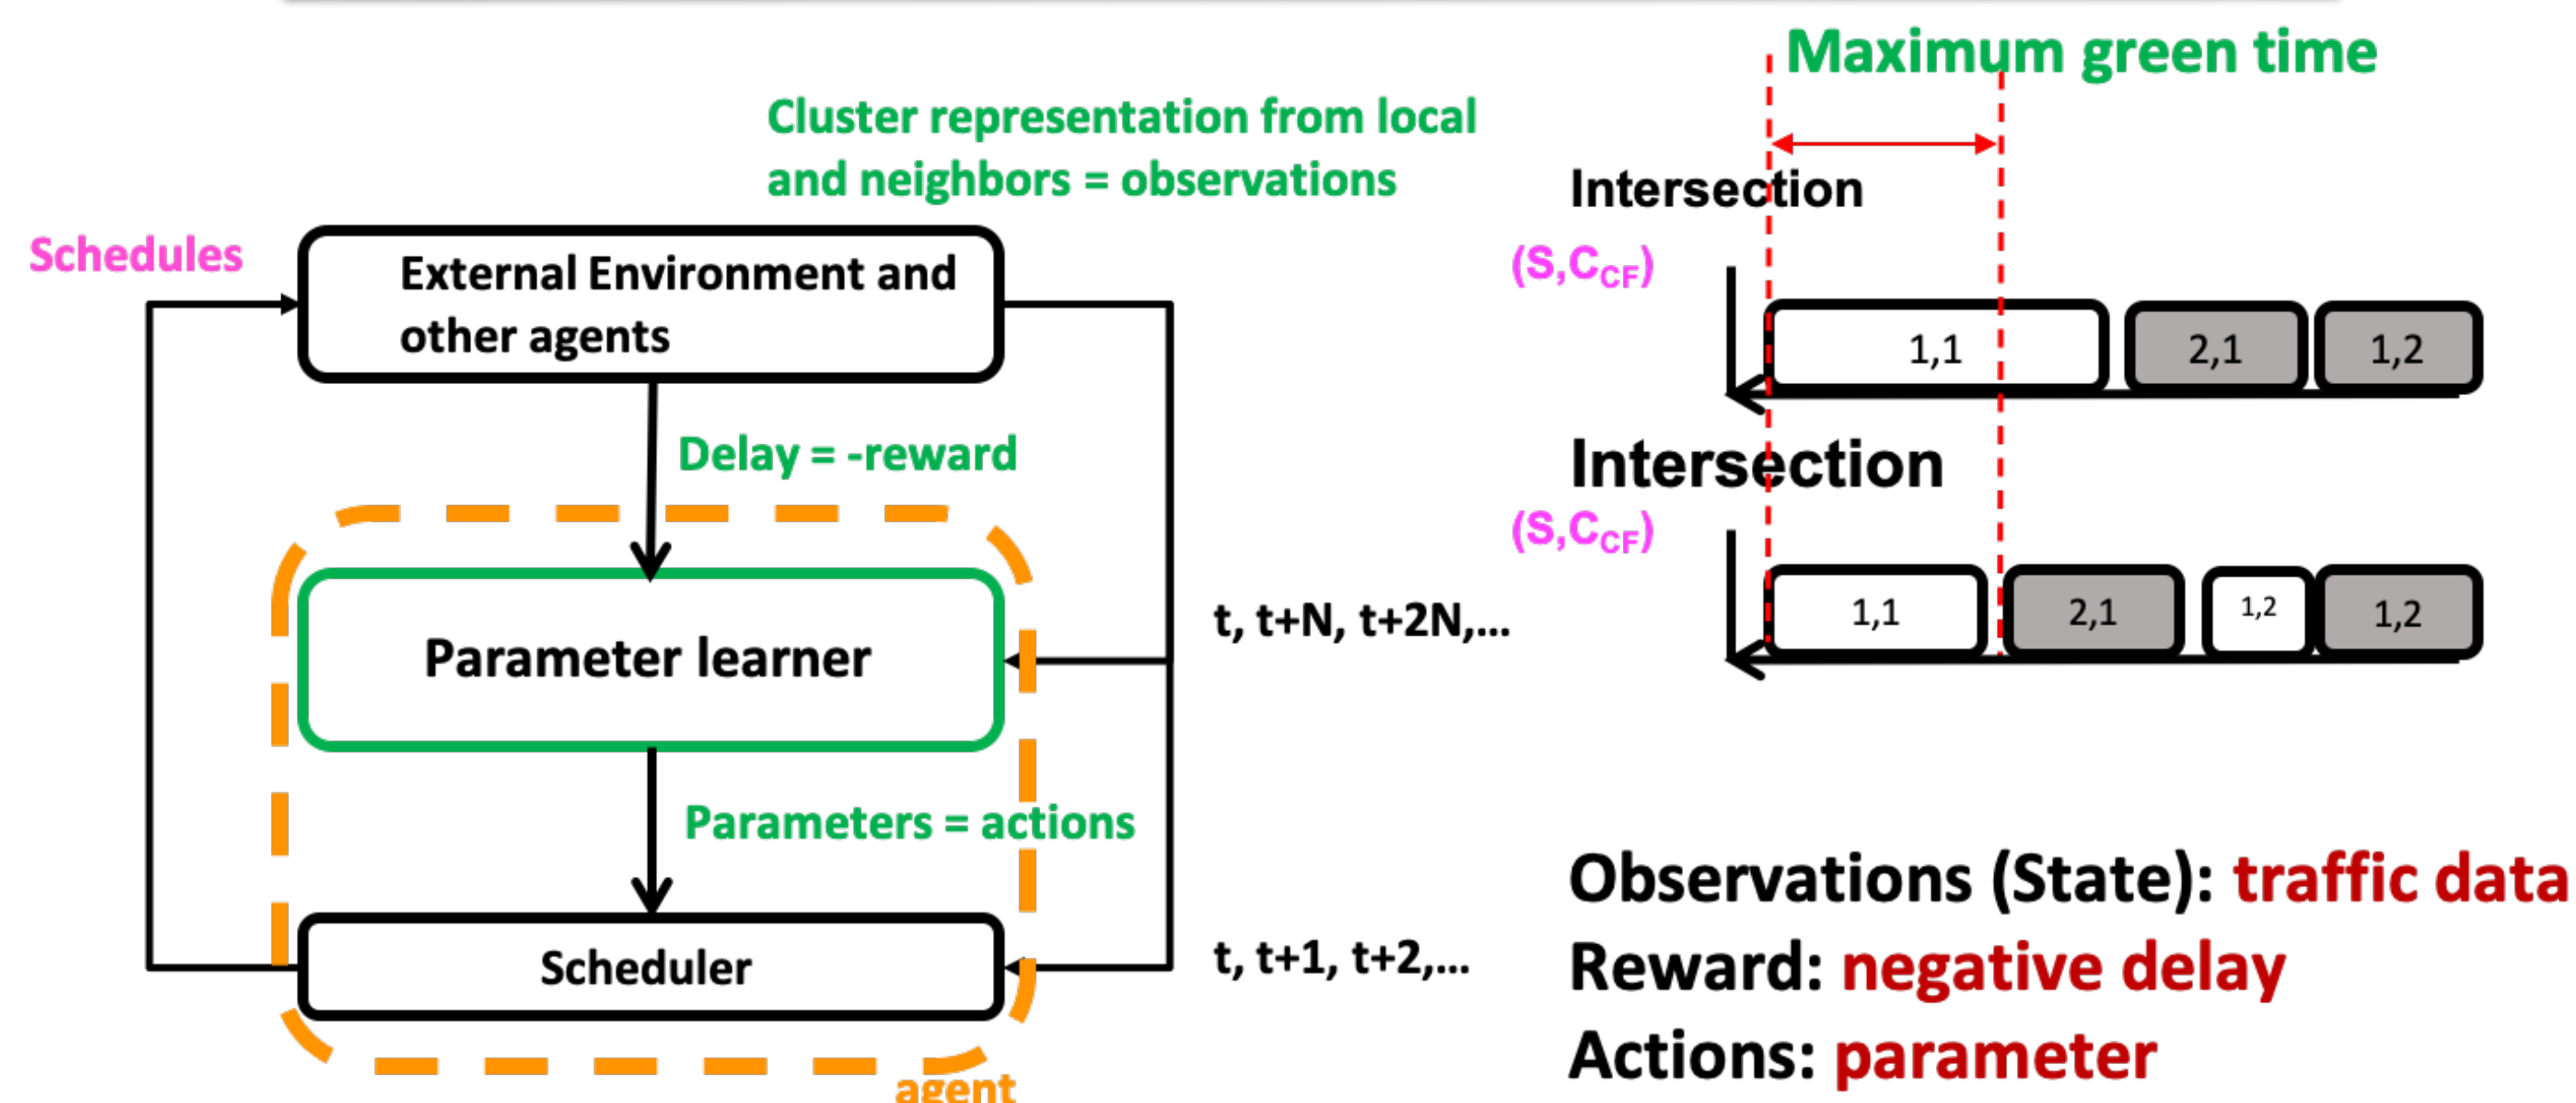 Cluster representation from local
and neighbors = observations
Schedules
External Environment and
other agents
Delay = -reward
Parameter learner
t, t+N, t+2N,...
Parameters = actions
Scheduler
t, t+1, t+2,...
agent
Maximum green time
Intersection
(S,C_CF)
1,1
2,1
1,2
Intersection
(S,C_CF)
1,1
2,1
1,2
1,2
Observations (State): traffic data
Reward: negative delay
Actions: parameter